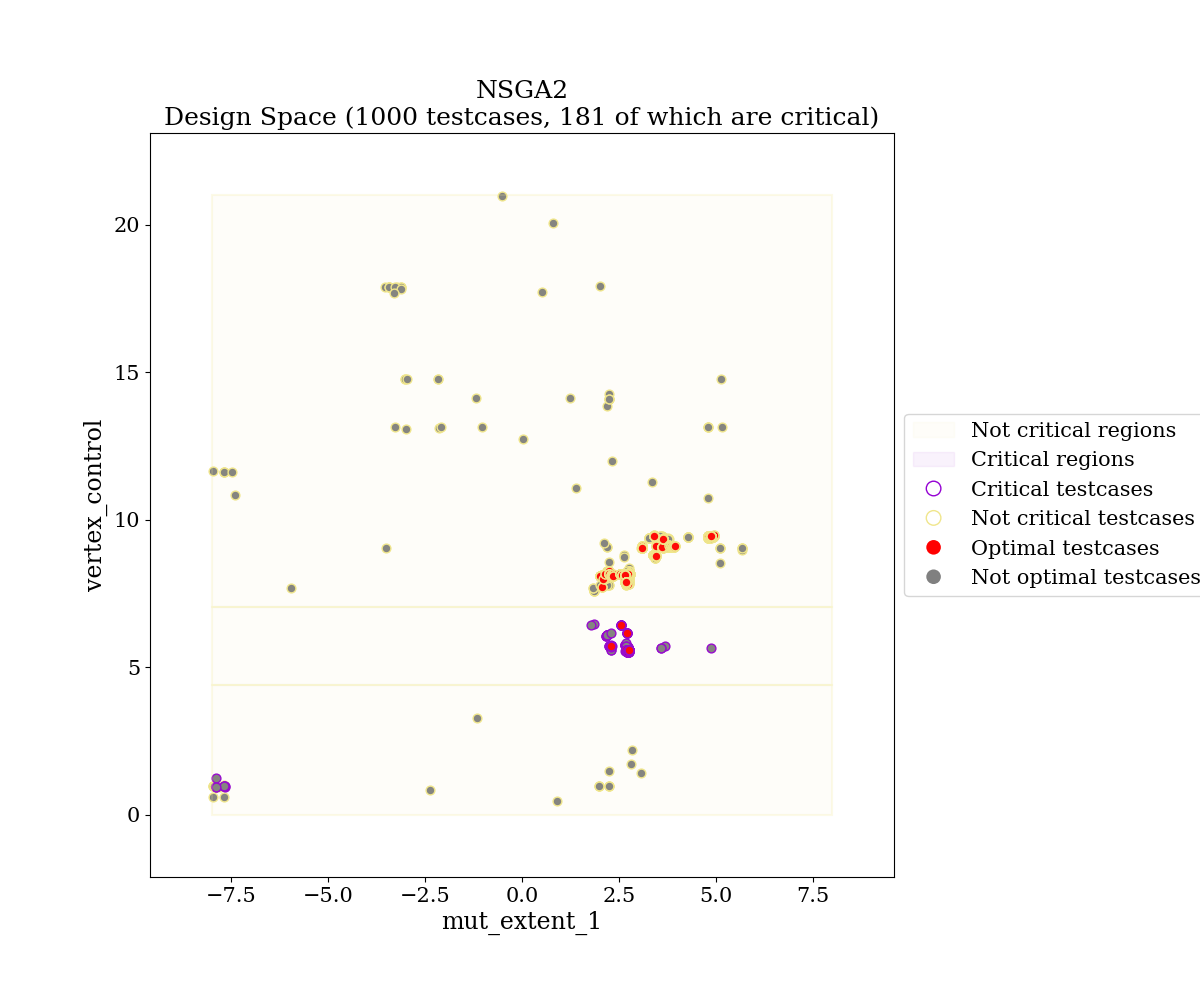 NSGA2
Design Space (1000 testcases, 181 of which are critical)
20
15
10
5
0
vertex_control
−7.5
−5.0
−2.5
0.0
2.5
5.0
7.5
mut_extent_1
Not critical regions
Critical regions
Critical testcases
Not critical testcases
Optimal testcases
Not optimal testcases